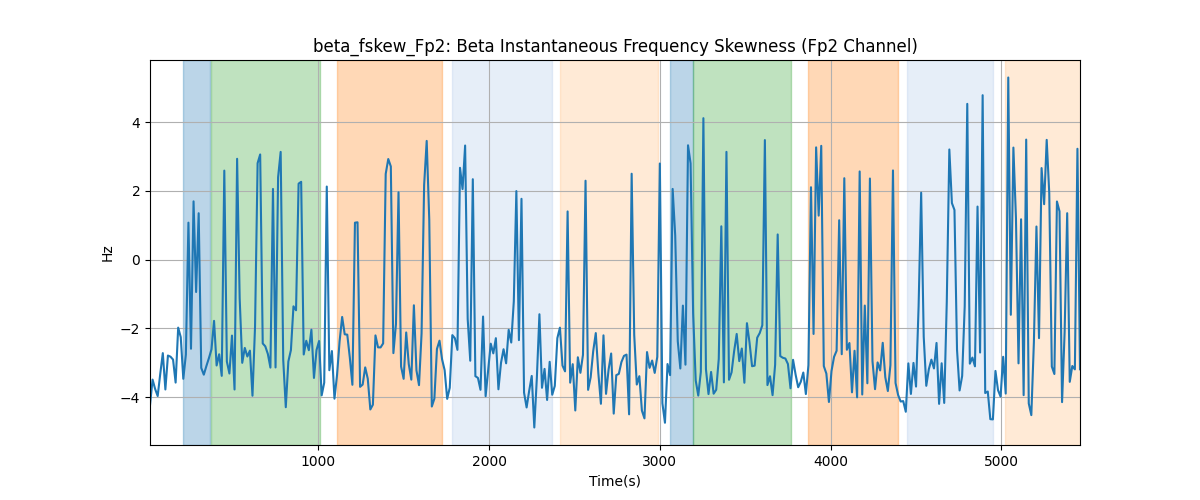 beta_fskew_Fp2: Beta Instantaneous Frequency Skewness (Fp2 Channel)
Hz
4
2
0
−2
−4
1000 2000 3000 4000 5000
Time(s)